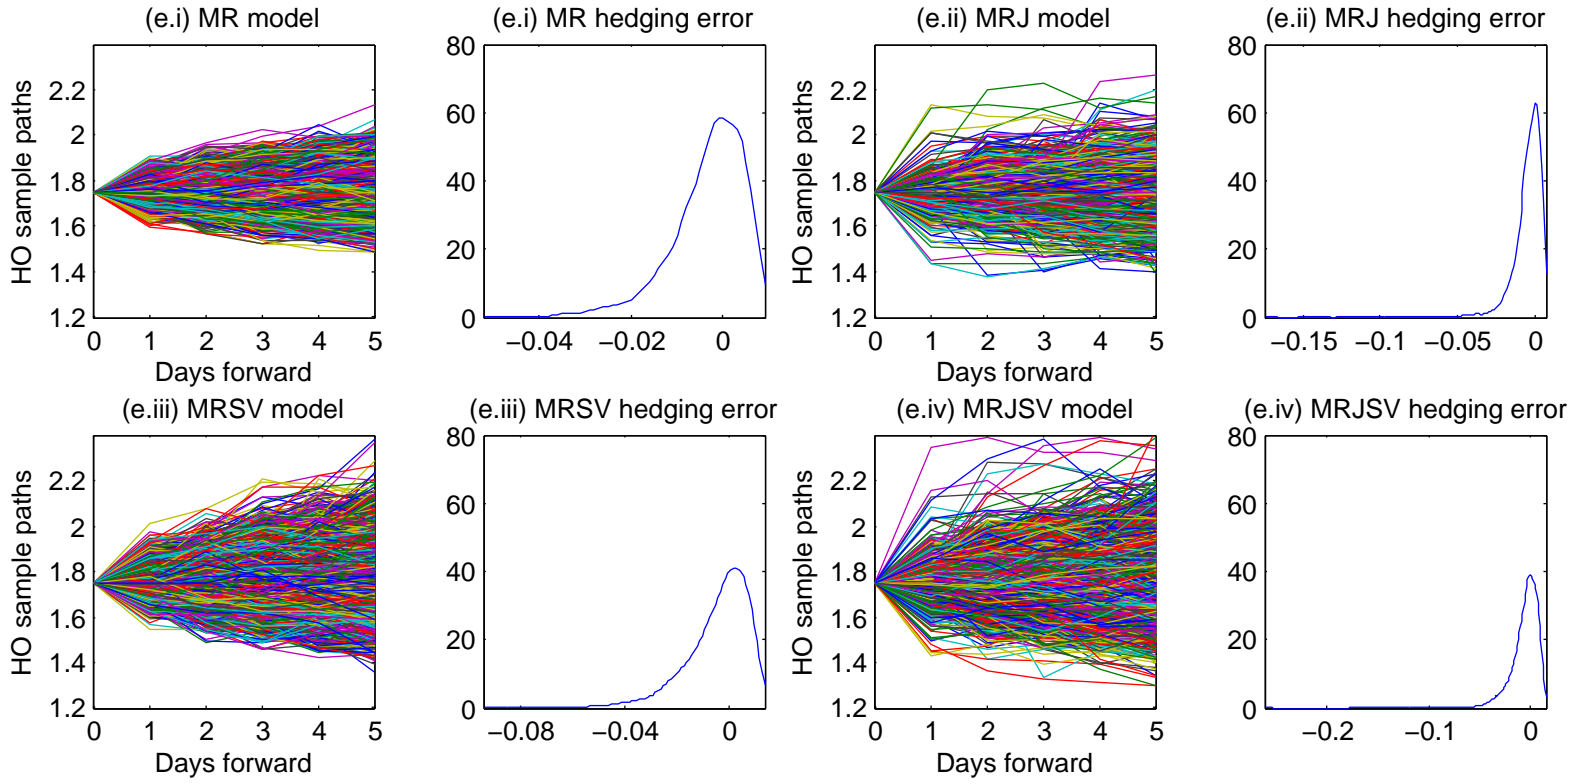 (e.i) MR model
HO sample paths
2.2
2
1.8
1.6
1.4
1.2
0 1 2 3 4 5
Days forward
(e.i) MR hedging error
80
60
40
20
0
−0.04 −0.02 0
(e.ii) MRJ model
HO sample paths
2.2
2
1.8
1.6
1.4
1.2
0 1 2 3 4 5
Days forward
(e.ii) MRJ hedging error
80
60
40
20
0
−0.15 −0.1 −0.05 0
(e.iii) MRSV model
HO sample paths
2.2
2
1.8
1.6
1.4
1.2
0 1 2 3 4 5
Days forward
(e.iii) MRSV hedging error
80
60
40
20
0
−0.08 −0.04 0
(e.iv) MRJSV model
HO sample paths
2.2
2
1.8
1.6
1.4
1.2
0 1 2 3 4 5
Days forward
(e.iv) MRJSV hedging error
80
60
40
20
0
−0.2 −0.1 0